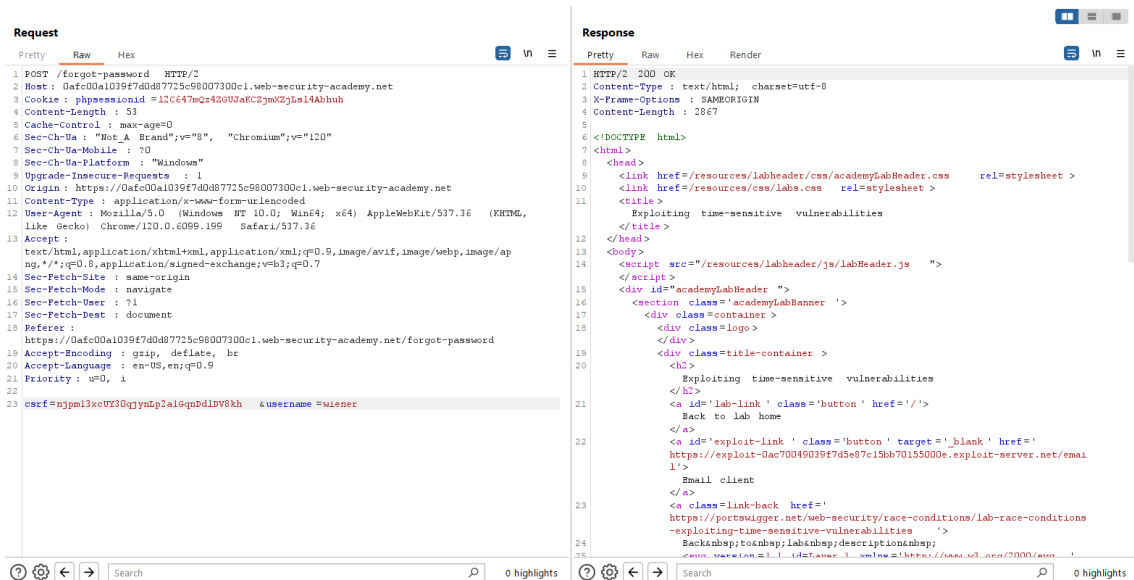 Request
Pretty Raw Hex
\n
1 POST /forgot-password HTTP/2
2 Host : 0afc00a1039f7d0d87725c98007300c1.web-security-academy.net
3 Cookie : phpsessionid =l2C647mQz4ZGUJaKCZjmXZjLsl4Abhuh
4 Content-Length : 53
5 Cache-Control : max-age=0
6 Sec-Ch-Ua : "Not_A Brand";v="8", "Chromium";v="120"
7 Sec-Ch-Ua-Mobile : ?0
8 Sec-Ch-Ua-Platform : "Windows"
9 Upgrade-Insecure-Requests : 1
10 Origin : https://0afc00a1039f7d0d87725c98007300c1.web-security-academy.net
11 Content-Type : application/x-www-form-urlencoded
12 User-Agent : Mozilla/5.0 (Windows NT 10.0; Win64; x64) AppleWebKit/537.36 (KHTML,
like Gecko) Chrome/120.0.6099.199 Safari/537.36
13 Accept :
text/html,application/xhtml+xml,application/xml;q=0.9,image/avif,image/webp,image/ap
ng,*/*;q=0.8,application/signed-exchange;v=b3;q=0.7
14 Sec-Fetch-Site : same-origin
15 Sec-Fetch-Mode : navigate
16 Sec-Fetch-User : ?1
17 Sec-Fetch-Dest : document
18 Referer :
https://0afc00a1039f7d0d87725c98007300c1.web-security-academy.net/forgot-password
19 Accept-Encoding : gzip, deflate, br
20 Accept-Language : en-US,en;q=0.9
21 Priority : u=0, i
22
23 csrf=njpml3xcUY30qjynLp2a1GqnDdlDV8kh &username =wiener
Search
0 highlights
Response
Pretty Raw Hex Render
\n
1 HTTP/2 200 OK
2 Content-Type : text/html; charset=utf-8
3 X-Frame-Options : SAMEORIGIN
4 Content-Length : 2867
5
6 <!DOCTYPE html>
7 <html>
8 <head>
9 <link href=/resources/labheader/css/academyLabHeader.css rel=stylesheet >
10 <link href=/resources/css/labs.css rel=stylesheet >
11 <title >
Exploiting time-sensitive vulnerabilities
</title >
12 </head>
13 <body>
14 <script src="/resources/labheader/js/labHeader.js ">
</script >
15 <div id="academyLabHeader ">
16 <section class='academyLabBanner '>
17 <div class=container >
18 <div class=logo>
</div>
19 <div class=title-container >
20 <h2>
Exploiting time-sensitive vulnerabilities
</h2>
21 <a id='lab-link ' class='button ' href='/'>
Back to lab home
</a>
22 <a id='exploit-link ' class='button ' target='_blank ' href='
https://exploit-0ac70049039f7d5e87c15bb70155000e.exploit-server.net/emai
l'>
Email client
</a>
23 <a class=link-back href='
https://portswigger.net/web-security/race-conditions/lab-race-conditions
-exploiting-time-sensitive-vulnerabilities '>
24 Back&nbsp;to&nbsp;lab&nbsp;description&nbsp;
25 <svg version=1.1 id=Layer_1 xmlns='http://www.w3.org/2000/svg '
Search
0 highlights